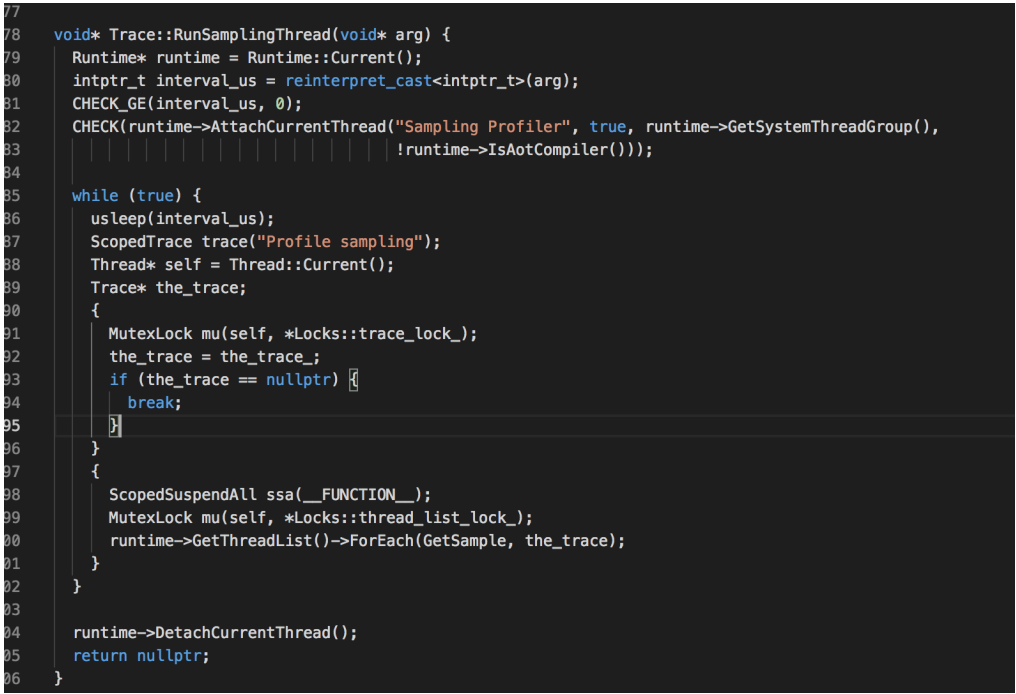 77
78 void* Trace::RunSamplingThread(void* arg) {
79 Runtime* runtime = Runtime::Current();
80 intptr_t interval_us = reinterpret_cast<intptr_t>(arg);
81 CHECK_GE(interval_us, 0);
82 CHECK(runtime->AttachCurrentThread("Sampling Profiler", true, runtime->GetSystemThreadGroup(),
83 !runtime->IsAotCompiler()));
84
85 while (true) {
86 usleep(interval_us);
87 ScopedTrace trace("Profile sampling");
88 Thread* self = Thread::Current();
89 Trace* the_trace;
90 {
91 MutexLock mu(self, *Locks::trace_lock_);
92 the_trace = the_trace_;
93 if (the_trace == nullptr) {
94 break;
95 }
96 }
97 {
98 ScopedSuspendAll ssa(__FUNCTION__);
99 MutexLock mu(self, *Locks::thread_list_lock_);
00 runtime->GetThreadList()->ForEach(GetSample, the_trace);
01 }
02 }
03
04 runtime->DetachCurrentThread();
05 return nullptr;
06 }